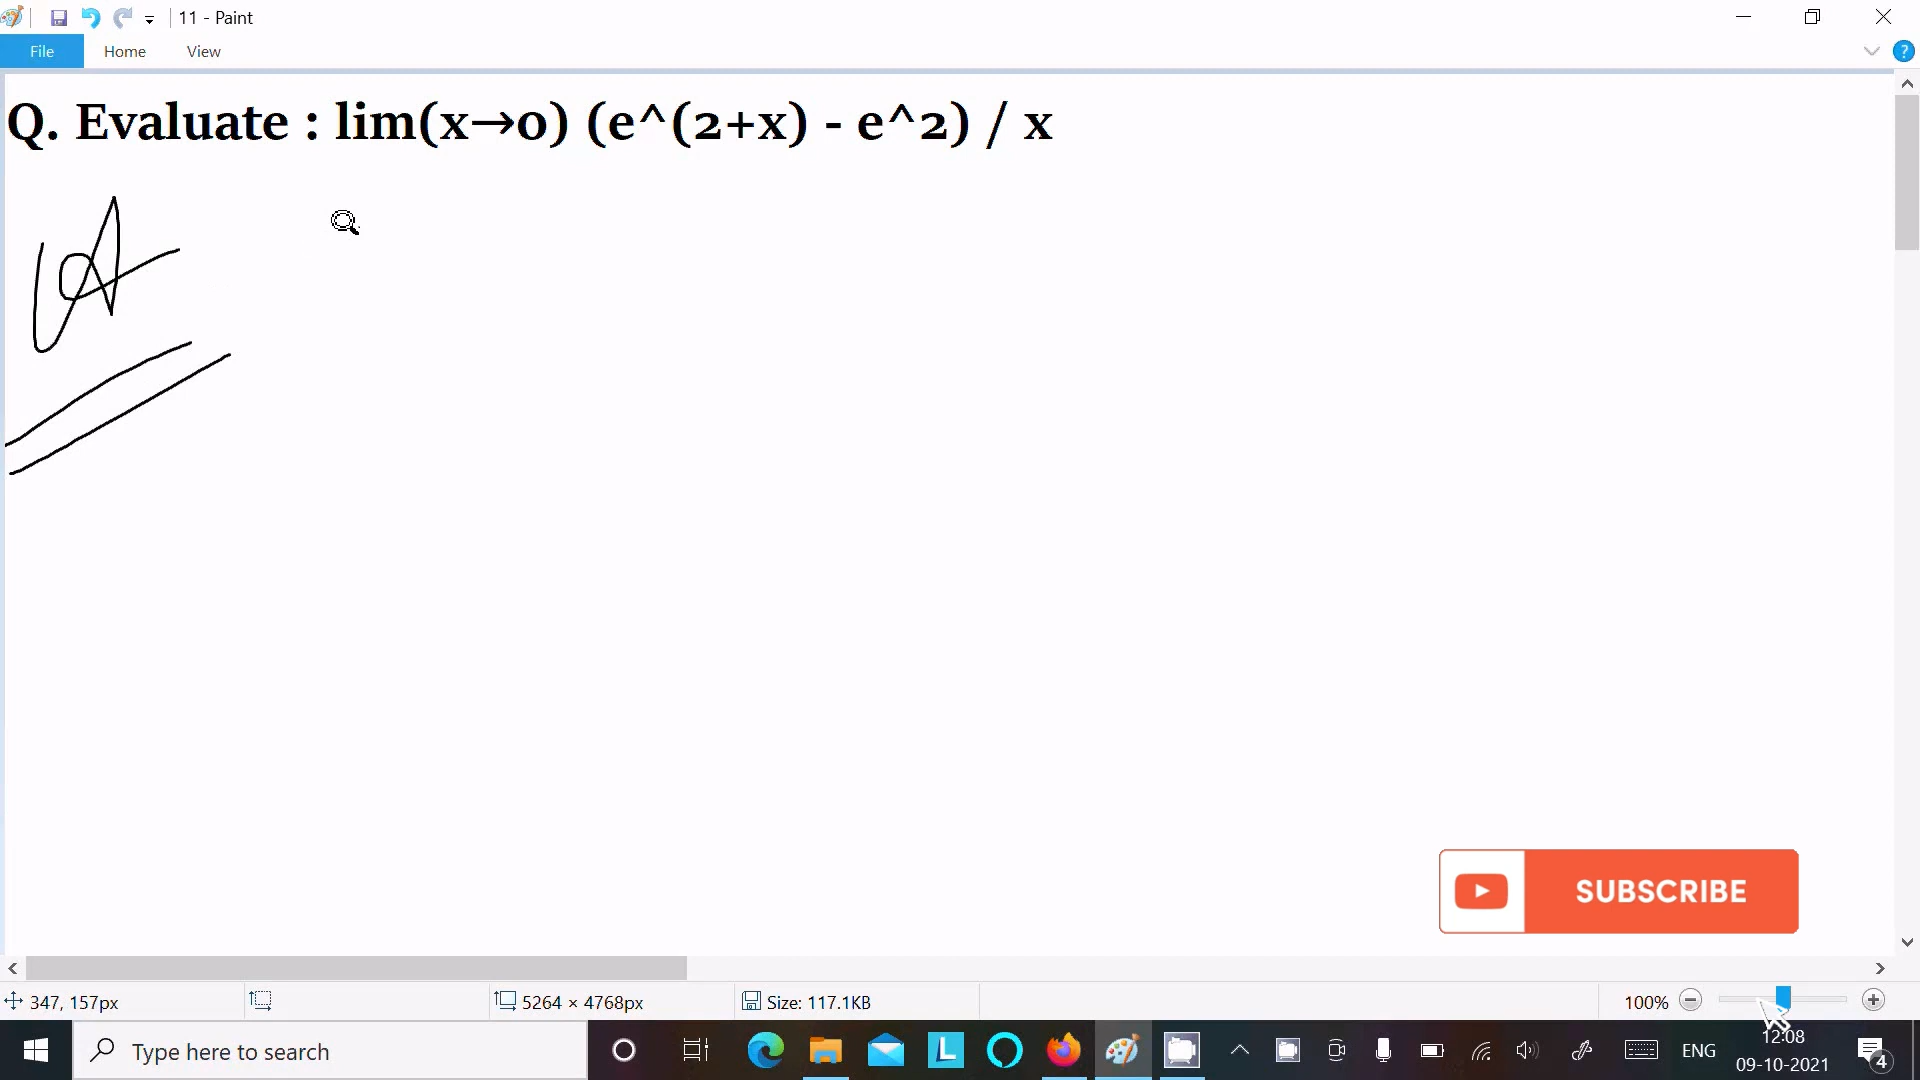 11 - Paint
File Home View
Q. Evaluate : lim(x→0) (e^(2+x) - e^2) / x
SUBSCRIBE
347, 157px 5264 × 4768px Size: 117.1KB 100%
Type here to search
L
ENG
12:08
09-10-2021
4